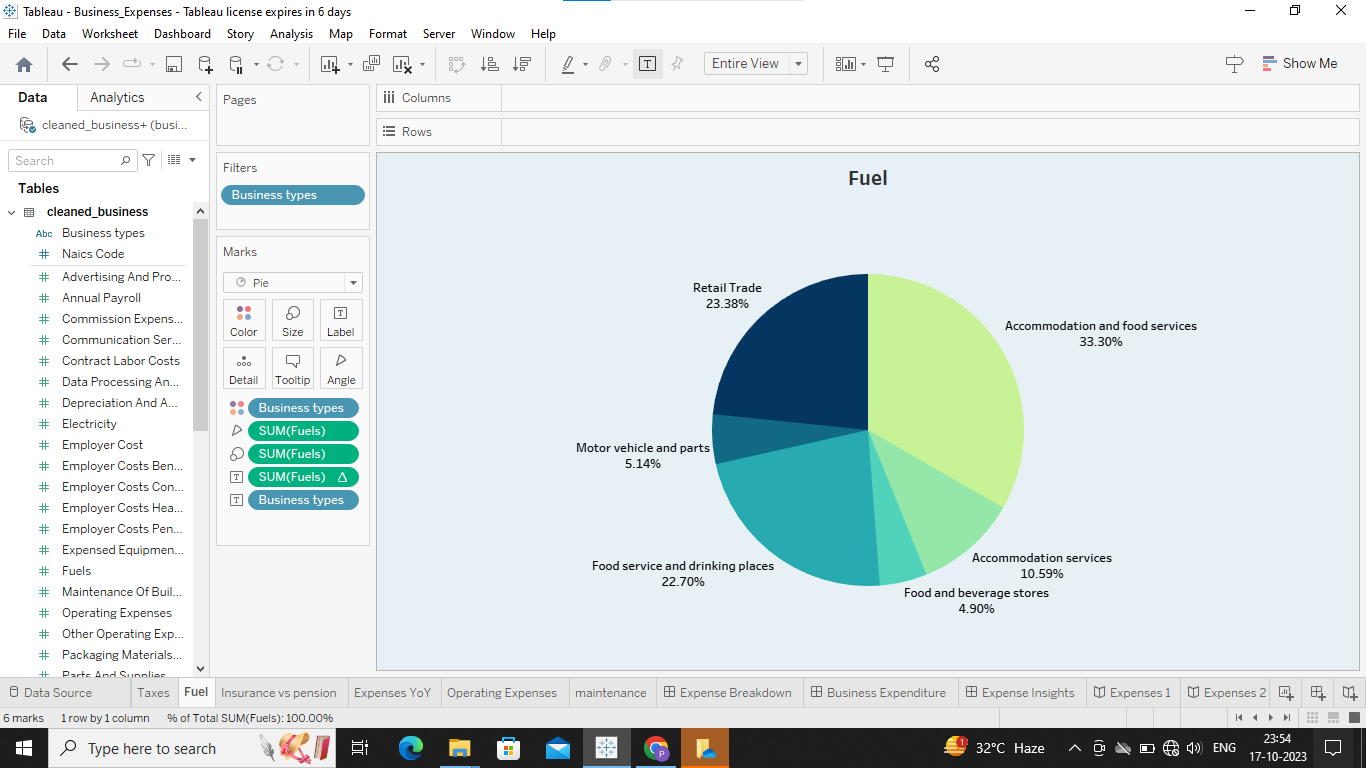 Tableau - Business_Expenses - Tableau license expires in 6 days
File Data Worksheet Dashboard Story Analysis Map Format Server Window Help
Entire View
Show Me
Data Analytics
cleaned_business+ (busi...
Search
Tables
cleaned_business
Abc Business types
Naics Code
Advertising And Pro...
Annual Payroll
Commission Expens...
Communication Ser...
Contract Labor Costs
Data Processing An...
Depreciation And A...
Electricity
Employer Cost
Employer Costs Ben...
Employer Costs Con...
Employer Costs Hea...
Employer Costs Pen...
Expensed Equipmen...
Fuels
Maintenance Of Buil...
Operating Expenses
Other Operating Exp...
Packaging Materials...
Parts And Supplies
Pages
Filters
Business types
Marks
Pie
Color Size Label
Detail Tooltip Angle
Business types
SUM(Fuels)
SUM(Fuels)
SUM(Fuels)
Business types
Columns
Rows
Fuel
Retail Trade
23.38%
Accommodation and food services
33.30%
Motor vehicle and parts
5.14%
Food service and drinking places
22.70%
Accommodation services
10.59%
Food and beverage stores
4.90%
Data Source Taxes Fuel Insurance vs pension Expenses YoY Operating Expenses maintenance Expense Breakdown Business Expenditure Expense Insights Expenses 1 Expenses 2
6 marks 1 row by 1 column % of Total SUM(Fuels): 100.00%
Type here to search
1
32°C Haze
ENG
23:54
17-10-2023